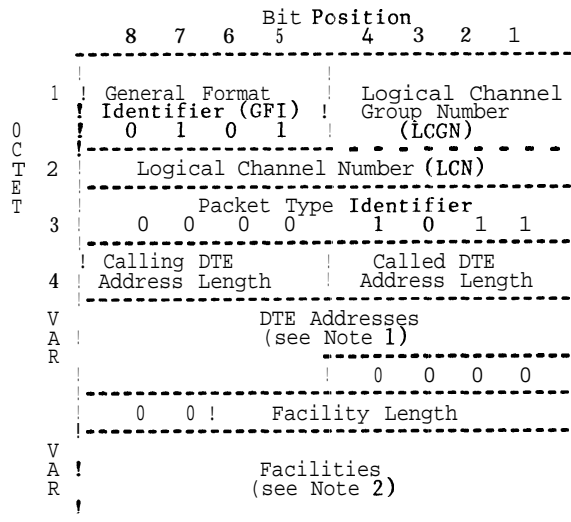 Bit Position
8 7 6 5 4 3 2 1
1 ! General Format ! Logical Channel
! Identifier (GFI) ! Group Number
! 0 1 0 1 ! (LCGN)
OCTET
2 Logical Channel Number (LCN)
Packet Type Identifier
3 0 0 0 0 1 0 1 1
! Calling DTE ! Called DTE
4 Address Length ! Address Length
VAR
DTE Addresses
(see Note 1)
! 0 0 0 0
0 0 ! Facility Length
VAR
! Facilities
(see Note 2)
!